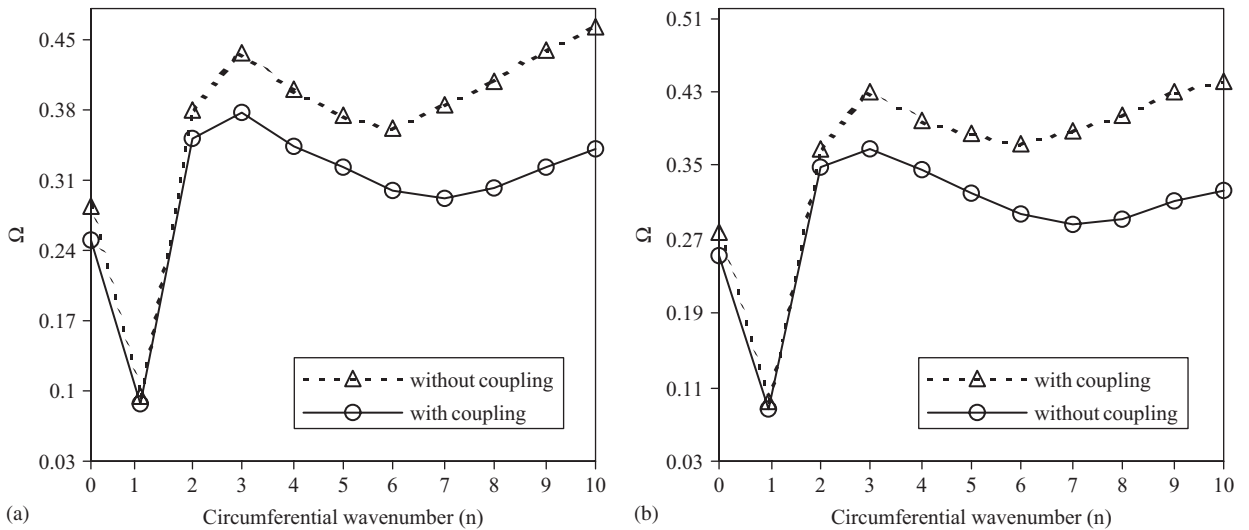 0.45
0.38
0.31
0.24
0.17
0.1
0.03
Ω
0 1 2 3 4 5 6 7 8 9 10
Circumferential wavenumber (n)
without coupling
with coupling
(a)
0.51
0.43
0.35
0.27
0.19
0.11
0.03
Ω
0 1 2 3 4 5 6 7 8 9 10
Circumferential wavenumber (n)
with coupling
without coupling
(b)